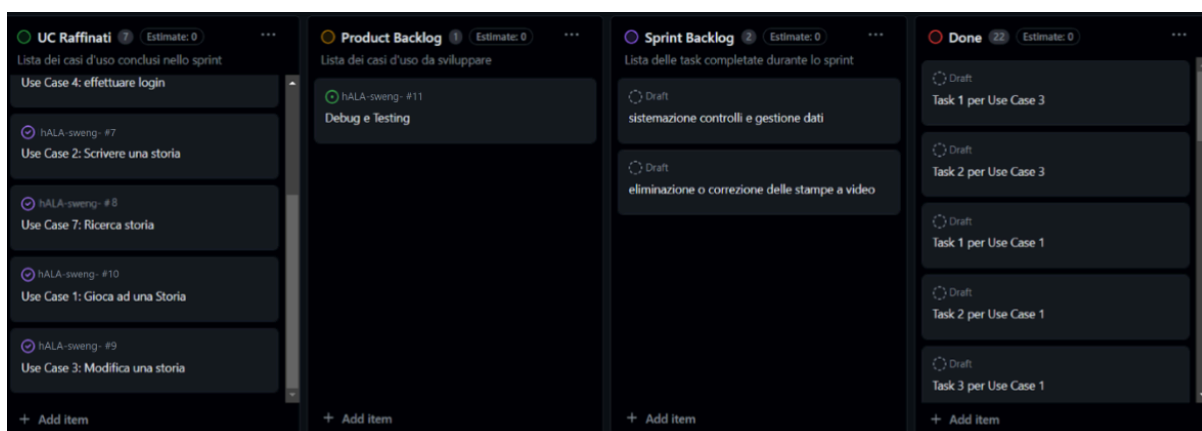 UC Raffinati 7 Estimate: 0 ...
Lista dei casi d'uso conclusi nello sprint
Use Case 4: effettuare login
hALA-sweng- #7
Use Case 2: Scrivere una storia
hALA-sweng- #8
Use Case 7: Ricerca storia
hALA-sweng- #10
Use Case 1: Gioca ad una Storia
hALA-sweng- #9
Use Case 3: Modifica una storia
+ Add item
Product Backlog 1 Estimate: 0 ...
Lista dei casi d'uso da sviluppare
hALA-sweng- #11
Debug e Testing
+ Add item
Sprint Backlog 2 Estimate: 0 ...
Lista delle task completate durante lo sprint
Draft
sistemazione controlli e gestione dati
Draft
eliminazione o correzione delle stampe a video
+ Add item
Done 22 Estimate: 0 ...
Draft
Task 1 per Use Case 3
Draft
Task 2 per Use Case 3
Draft
Task 1 per Use Case 1
Draft
Task 2 per Use Case 1
Draft
Task 3 per Use Case 1
+ Add item